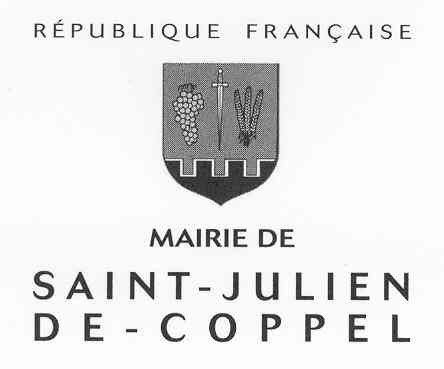 RÉPUBLIQUE FRANÇAISE
MAIRIE DE
SAINT-JULIEN
DE-COPPEL